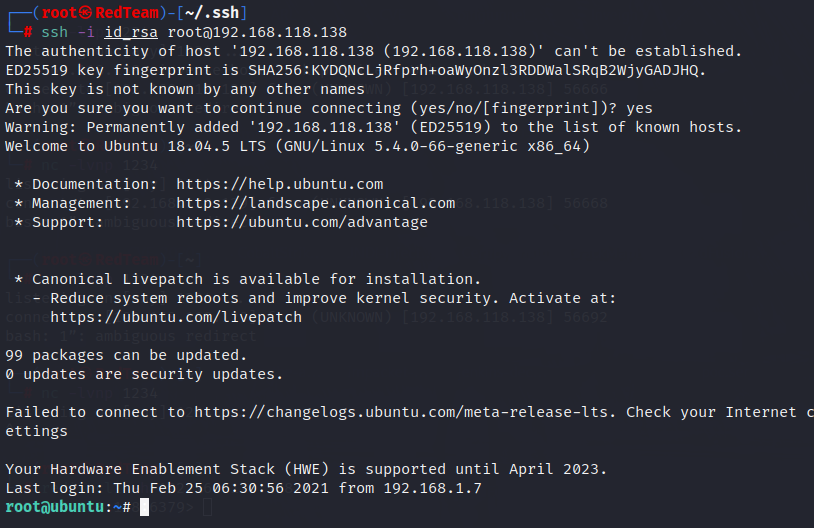 ┌──(root㉿RedTeam)-[~/.ssh]
└─# ssh -i id_rsa root@192.168.118.138
The authenticity of host '192.168.118.138 (192.168.118.138)' can't be established.
ED25519 key fingerprint is SHA256:KYDQNcLjRfprh+oaWyOnzl3RDDWalSRqB2WjyGADJHQ.
This key is not known by any other names
Are you sure you want to continue connecting (yes/no/[fingerprint])? yes
Warning: Permanently added '192.168.118.138' (ED25519) to the list of known hosts.
Welcome to Ubuntu 18.04.5 LTS (GNU/Linux 5.4.0-66-generic x86_64)
* Documentation: https://help.ubuntu.com
* Management: https://landscape.canonical.com
* Support: https://ubuntu.com/advantage
* Canonical Livepatch is available for installation.
- Reduce system reboots and improve kernel security. Activate at:
https://ubuntu.com/livepatch
99 packages can be updated.
0 updates are security updates.
Failed to connect to https://changelogs.ubuntu.com/meta-release-lts. Check your Internet c
ettings
Your Hardware Enablement Stack (HWE) is supported until April 2023.
Last login: Thu Feb 25 06:30:56 2021 from 192.168.1.7
root@ubuntu:~#